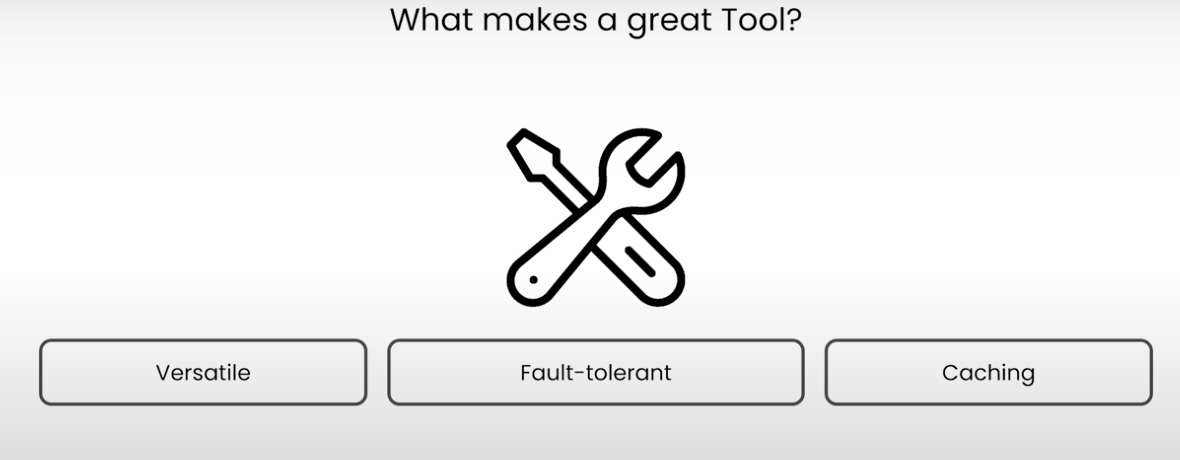 What makes a great Tool?
Versatile
Fault-tolerant
Caching